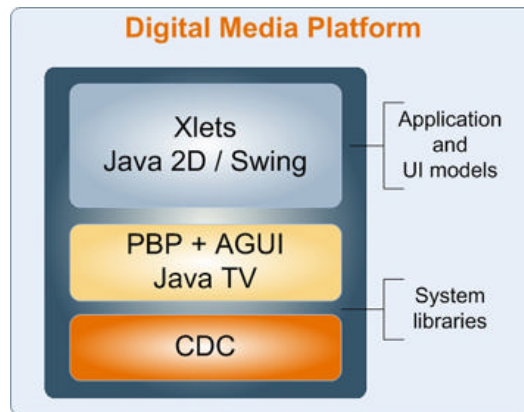 Digital Media Platform
Xlets
Java 2D / Swing
Application
and
UI models
PBP + AGUI
Java TV
System
libraries
CDC